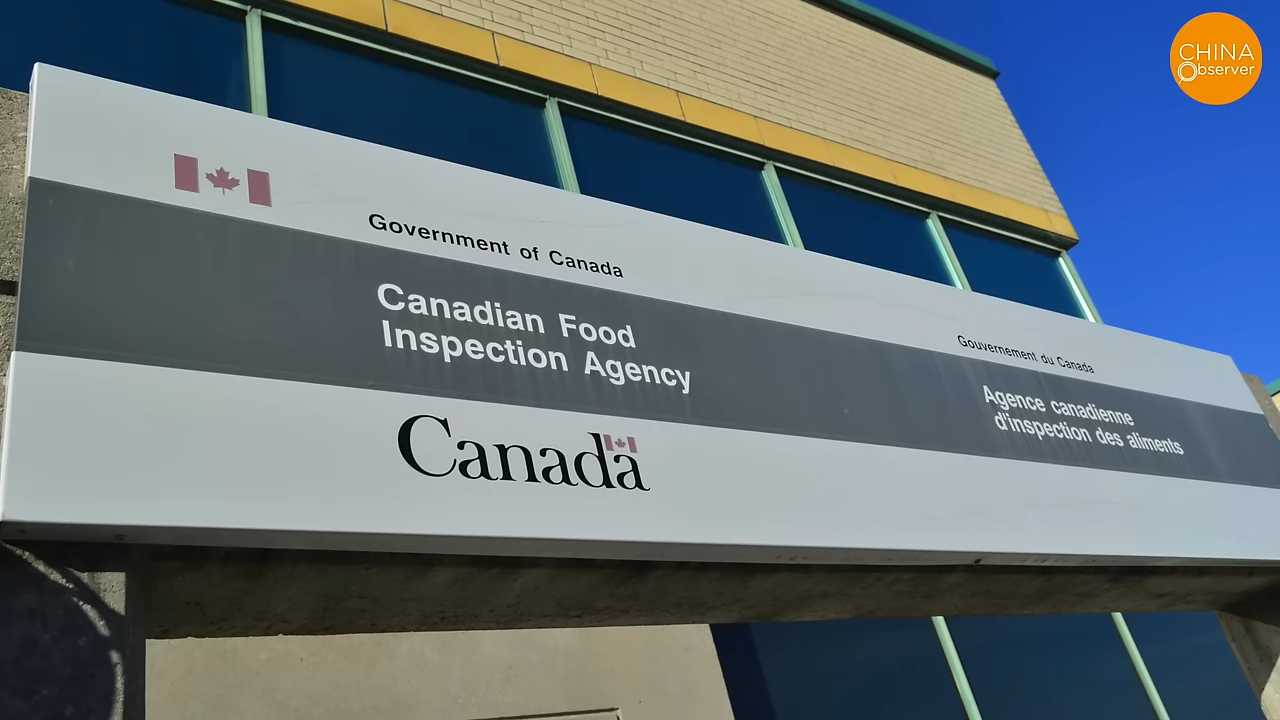 CHINA
Observer
Government of Canada
Canadian Food
Inspection Agency
Canada
Gouvernement du Canada
Agence canadienne
d'inspection des aliments